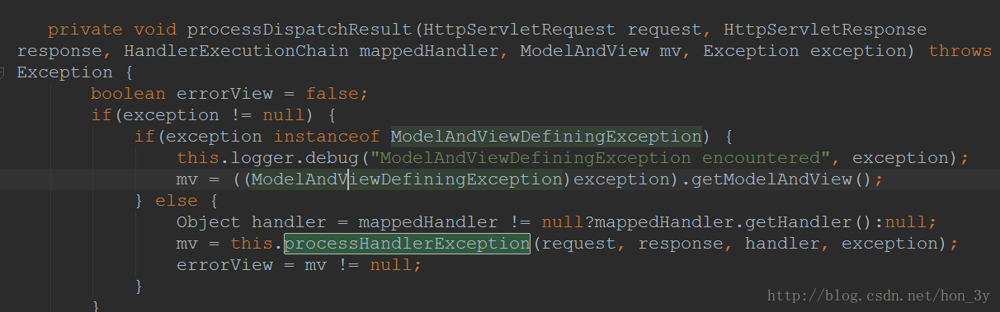 private void processDispatchResult(HttpServletRequest request, HttpServletResponse
response, HandlerExecutionChain mappedHandler, ModelAndView mv, Exception exception) throws
Exception {
boolean errorView = false;
if(exception != null) {
if(exception instanceof ModelAndViewDefiningException) {
this.logger.debug("ModelAndViewDefiningException encountered", exception);
mv = ((ModelAndViewDefiningException)exception).getModelAndView();
} else {
Object handler = mappedHandler != null?mappedHandler.getHandler():null;
mv = this.processHandlerException(request, response, handler, exception);
errorView = mv != null;
}
}
http://blog.csdn.net/hon_3y